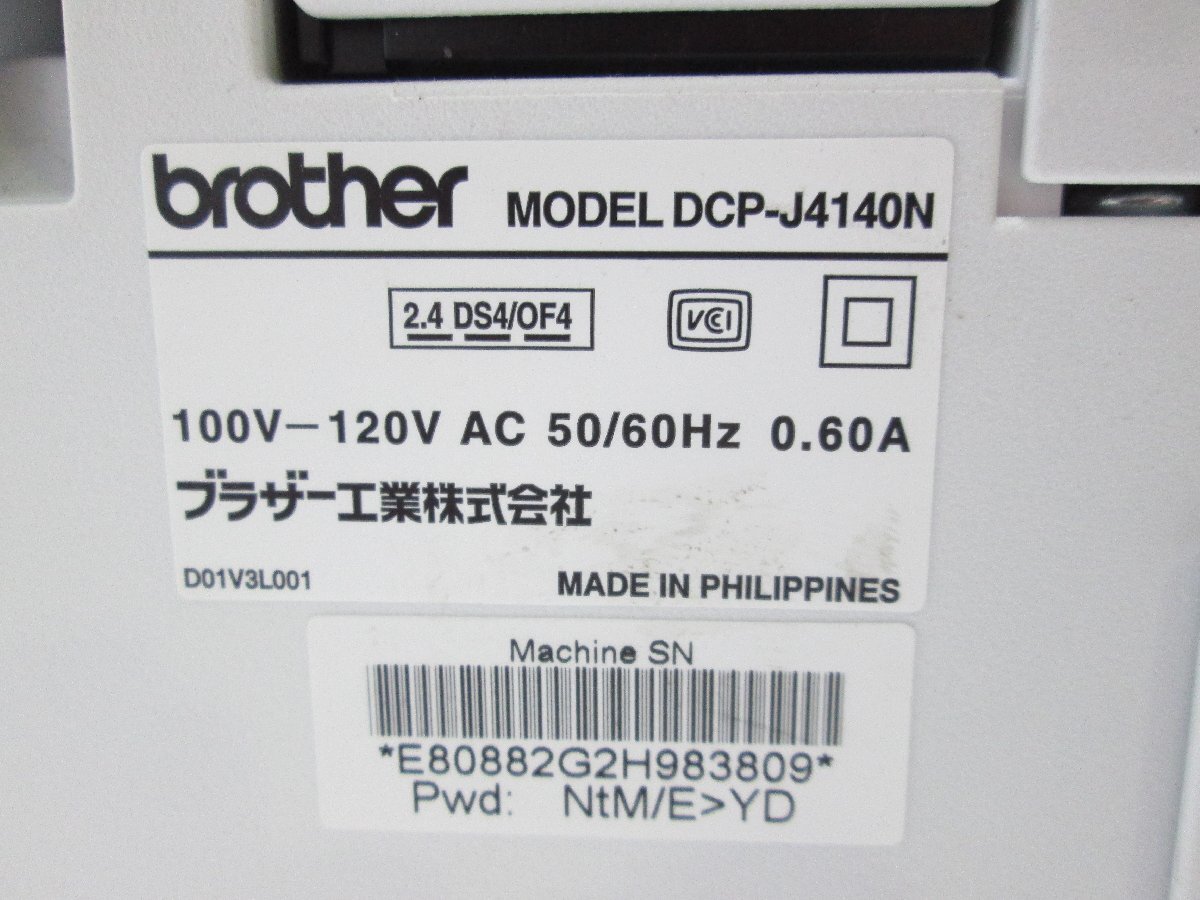 brother MODEL DCP-J4140N
2.4 DS4/OF4 VCCI
100V-120V AC 50/60Hz 0.60A
ブラザー工業株式会社
D01V3L001 MADE IN PHILIPPINES
Machine SN
*E80882G2H983809*
Pwd: NtM/E>YD